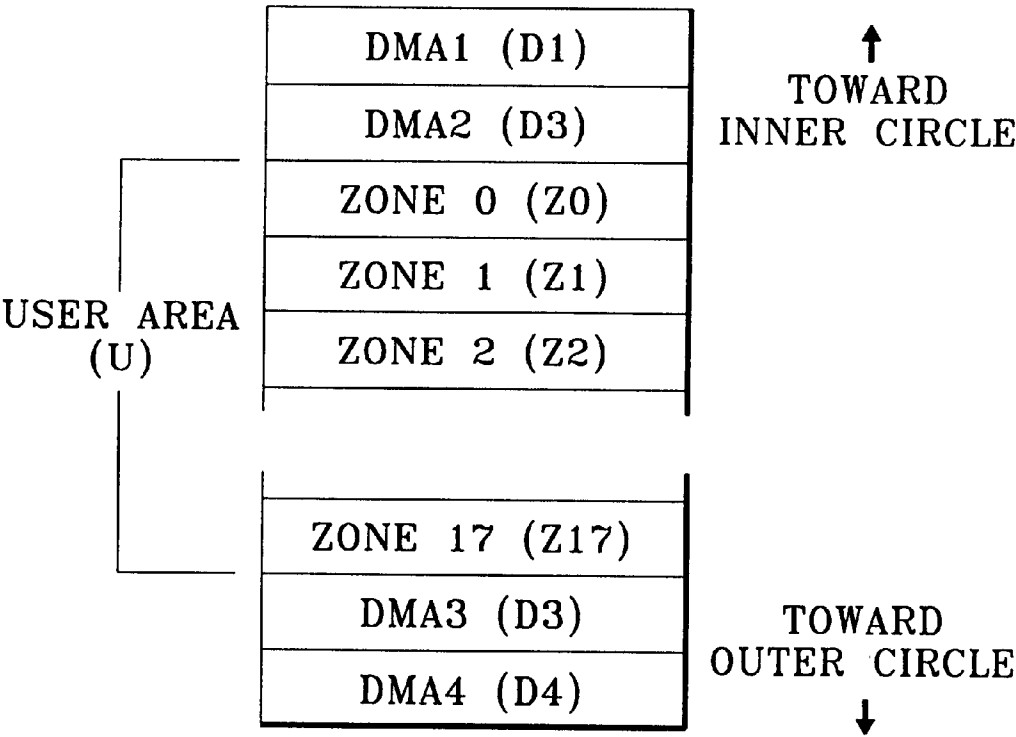 DMA1 (D1)
DMA2 (D3)
TOWARD
INNER CIRCLE
ZONE 0 (Z0)
ZONE 1 (Z1)
ZONE 2 (Z2)
USER AREA
(U)
ZONE 17 (Z17)
DMA3 (D3)
DMA4 (D4)
TOWARD
OUTER CIRCLE